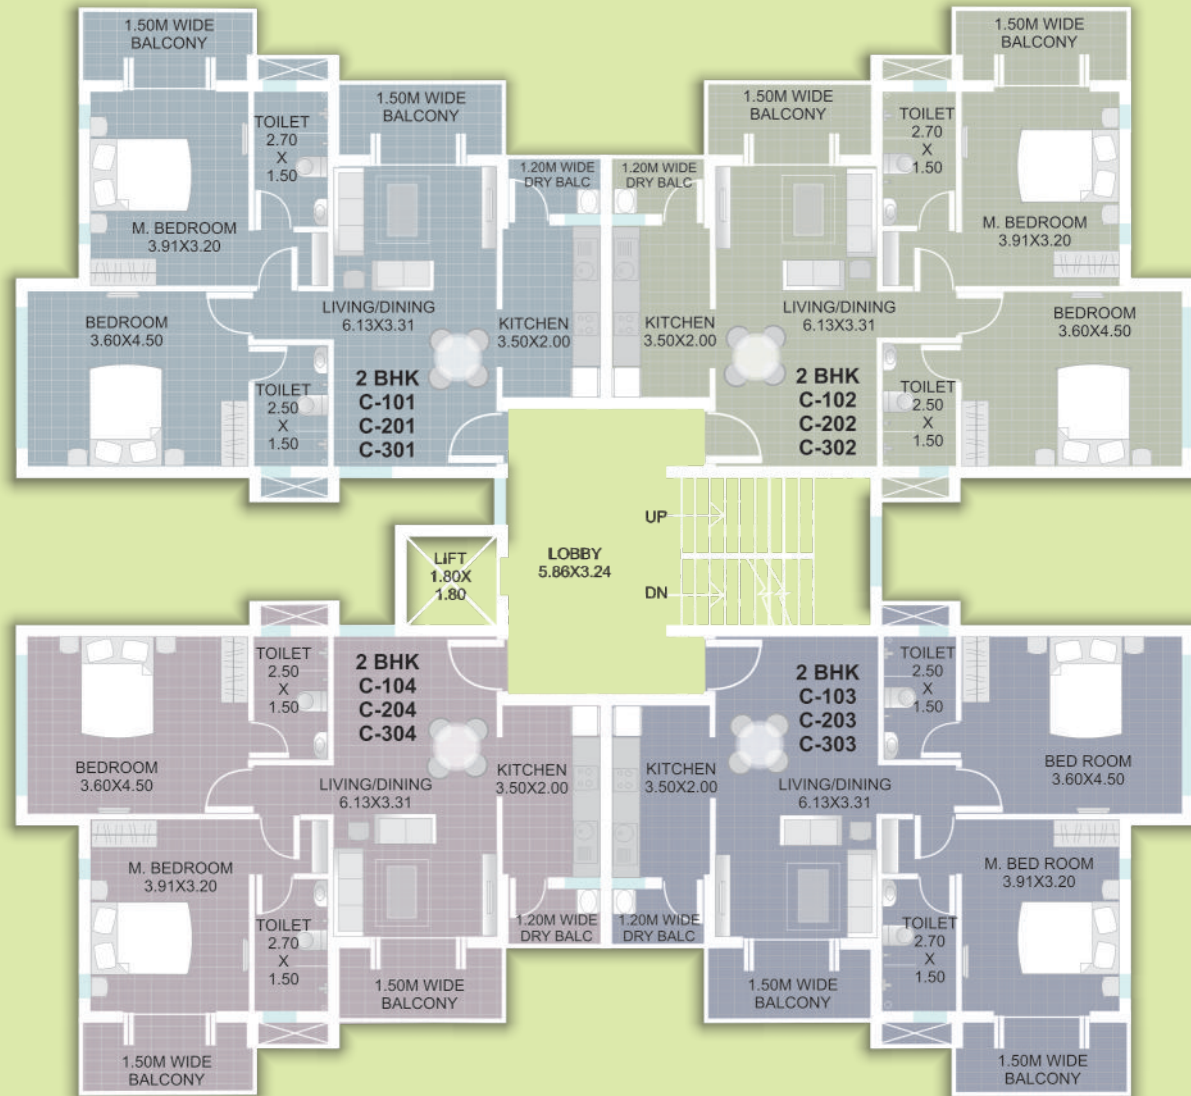 1.50M WIDE
BALCONY
TOILET
2.70
X
1.50
1.50M WIDE
BALCONY
1.20M WIDE
DRY BALC
M. BEDROOM
3.91X3.20
BEDROOM
3.60X4.50
LIVING/DINING
6.13X3.31
KITCHEN
3.50X2.00
TOILET
2.50
X
1.50
2 BHK
C-101
C-201
C-301
1.50M WIDE
BALCONY
1.50M WIDE
BALCONY
TOILET
2.70
X
1.50
1.20M WIDE
DRY BALC
M. BEDROOM
3.91X3.20
KITCHEN
3.50X2.00
LIVING/DINING
6.13X3.31
BEDROOM
3.60X4.50
2 BHK
C-102
C-202
C-302
TOILET
2.50
X
1.50
UP
LIFT
1.80X
1.80
LOBBY
5.86X3.24
DN
TOILET
2.50
X
1.50
2 BHK
C-104
C-204
C-304
BEDROOM
3.60X4.50
LIVING/DINING
6.13X3.31
KITCHEN
3.50X2.00
M. BEDROOM
3.91X3.20
TOILET
2.70
X
1.50
1.20M WIDE
DRY BALC
1.50M WIDE
BALCONY
1.50M WIDE
BALCONY
2 BHK
C-103
C-203
C-303
TOILET
2.50
X
1.50
KITCHEN
3.50X2.00
LIVING/DINING
6.13X3.31
BED ROOM
3.60X4.50
M. BED ROOM
3.91X3.20
1.20M WIDE
DRY BALC
TOILET
2.70
X
1.50
1.50M WIDE
BALCONY
1.50M WIDE
BALCONY